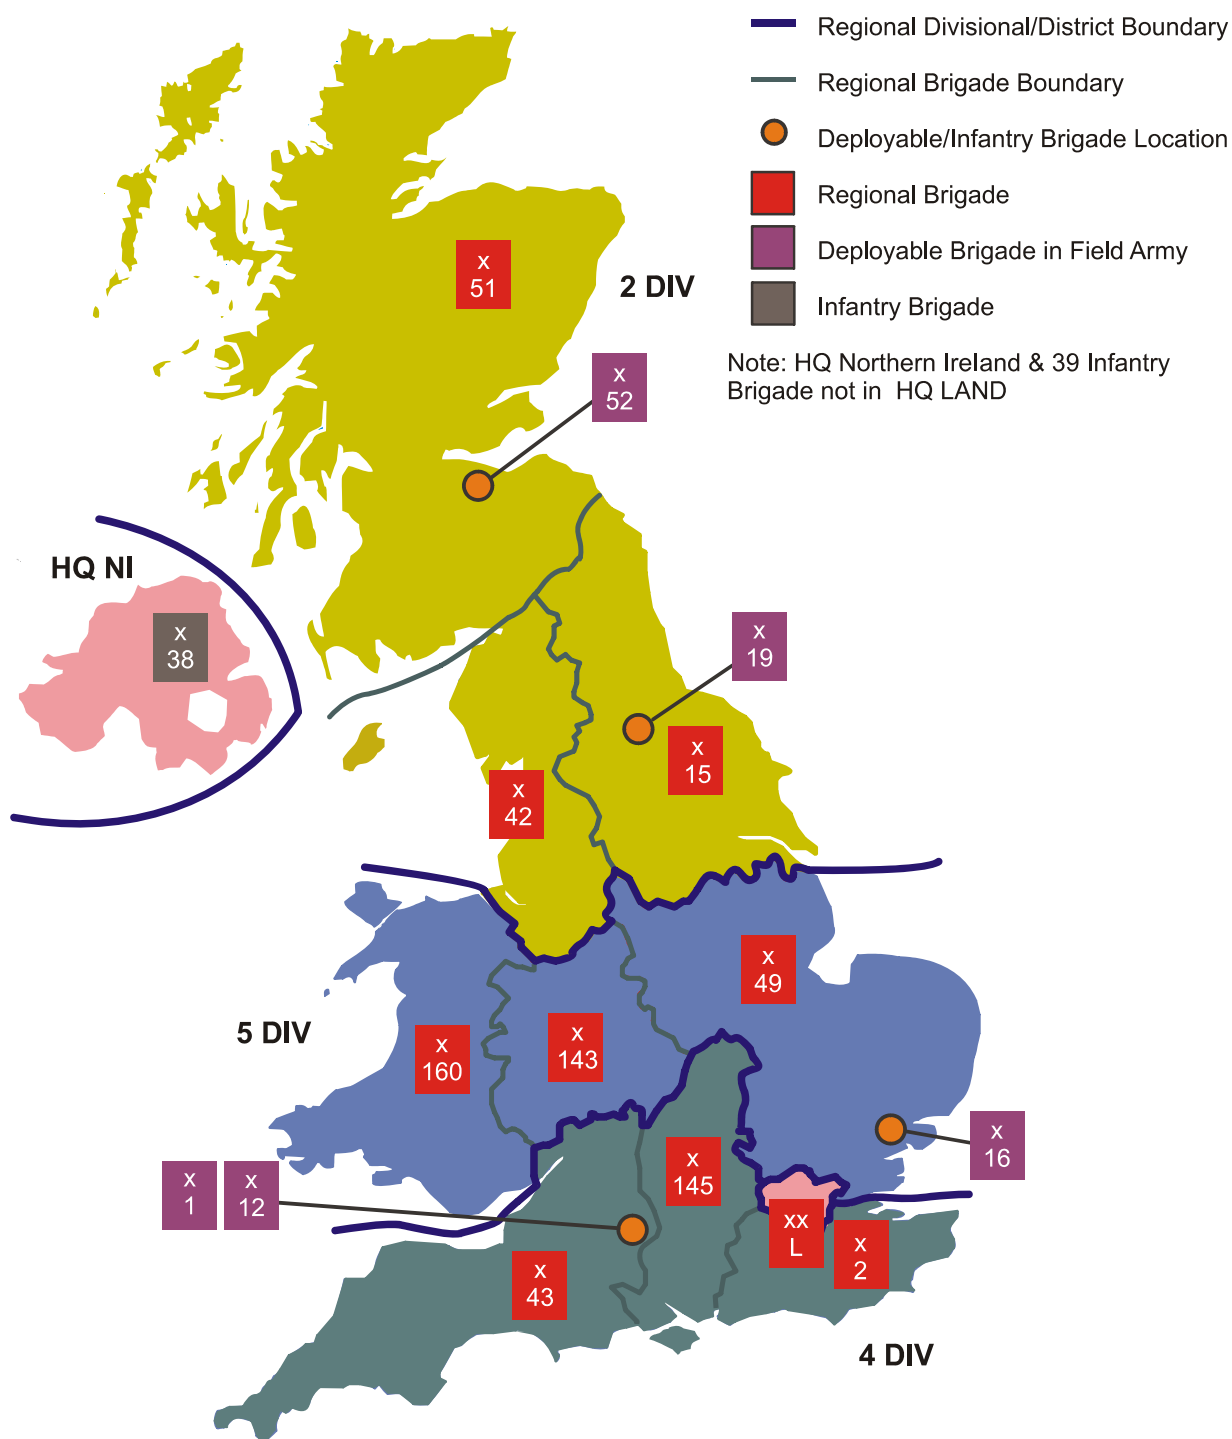 Regional Divisional/District Boundary
Regional Brigade Boundary
Deployable/Infantry Brigade Location
Regional Brigade
Deployable Brigade in Field Army
Infantry Brigade
Note: HQ Northern Ireland & 39 Infantry
Brigade not in HQ LAND
x
51
2 DIV
x
52
HQ NI
x
38
x
19
x
15
x
42
x
49
5 DIV
x
143
x
160
x
16
x
145
x
1
x
12
xx
L
x
2
x
43
4 DIV